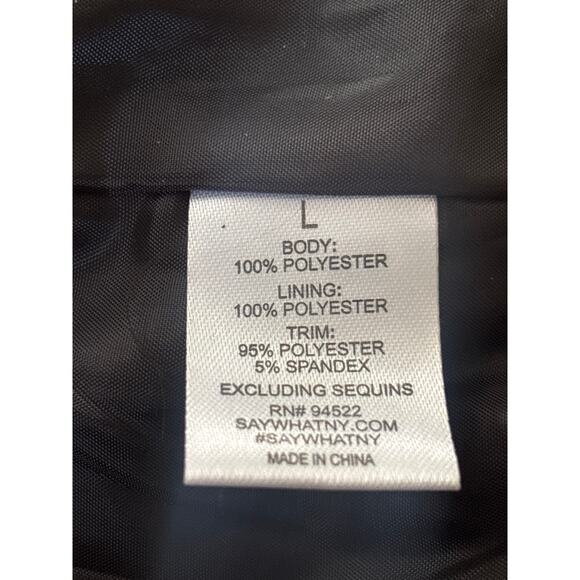 L
BODY:
100% POLYESTER
LINING:
100% POLYESTER
TRIM:
95% POLYESTER
5% SPANDEX
EXCLUDING SEQUINS
RN# 94522
SAYWHATNY.COM
#SAYWHATNY
MADE IN CHINA